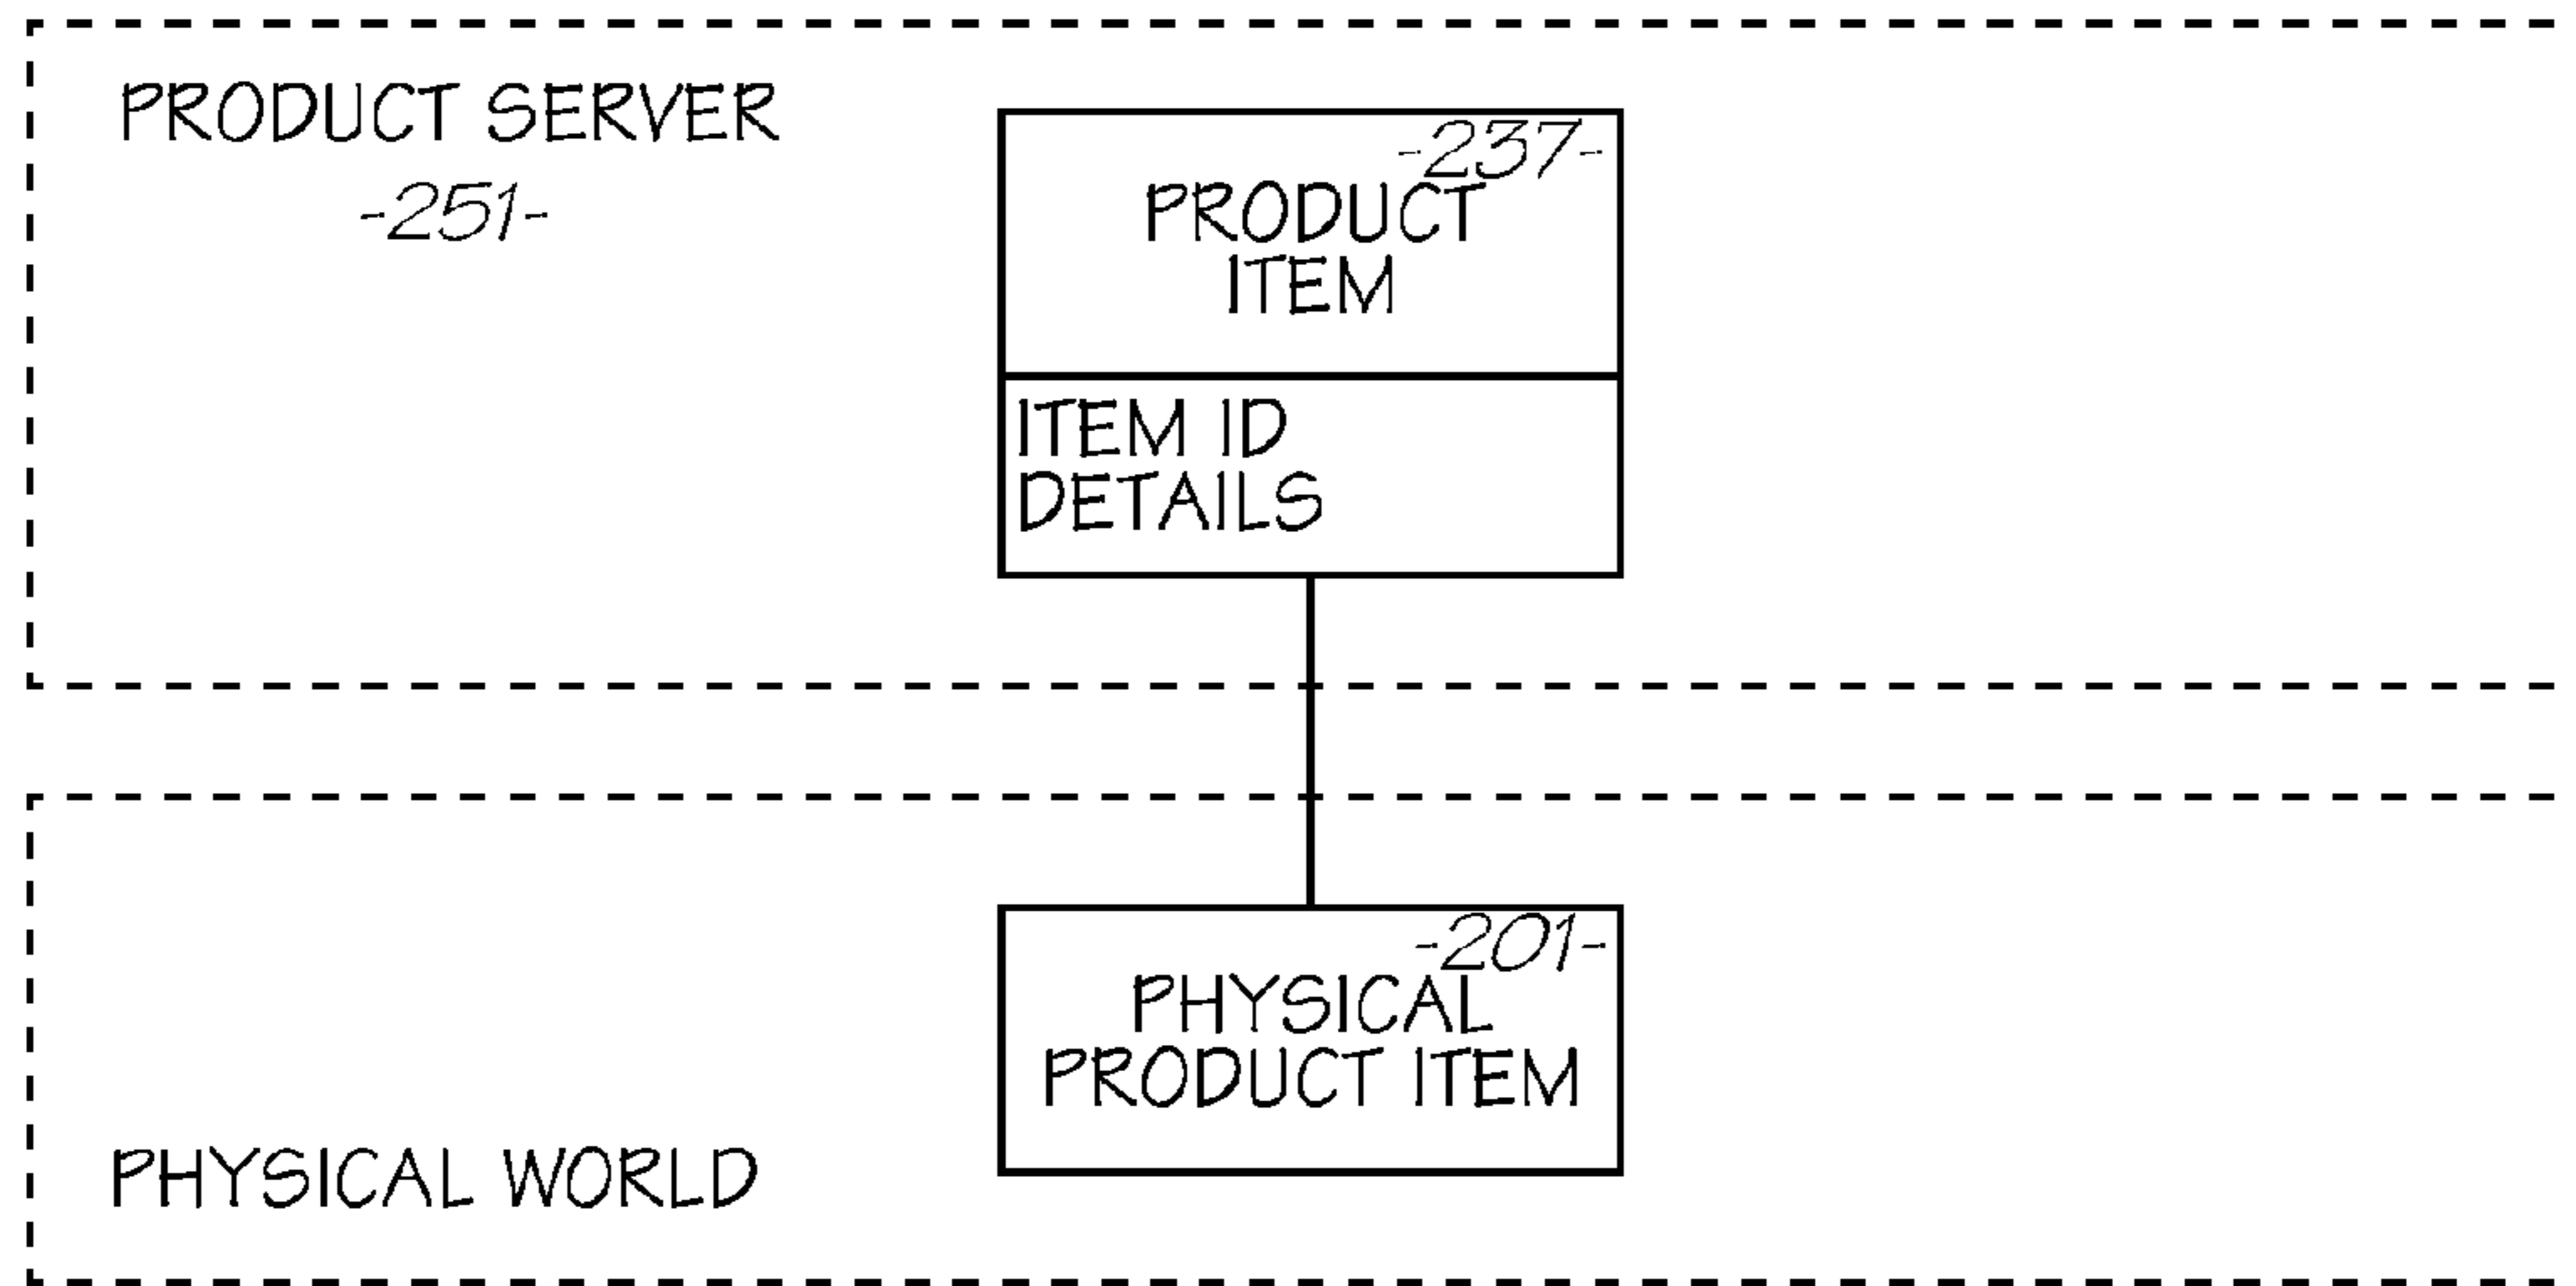 PRODUCT SERVER
-251-
-237-
PRODUCT
ITEM
ITEM ID
DETAILS
-201-
PHYSICAL
PRODUCT ITEM
PHYSICAL WORLD